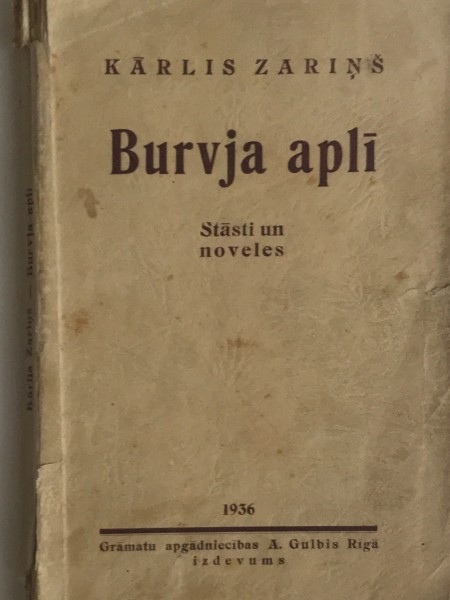 KĀRLIS ZARIŅŠ
Burvja aplī
Stāsti un
noveles
1936
Grāmatu apgādniecības A. Gulbis Rīgā
izdevums
Kārlis Zariņš — Burvja aplī